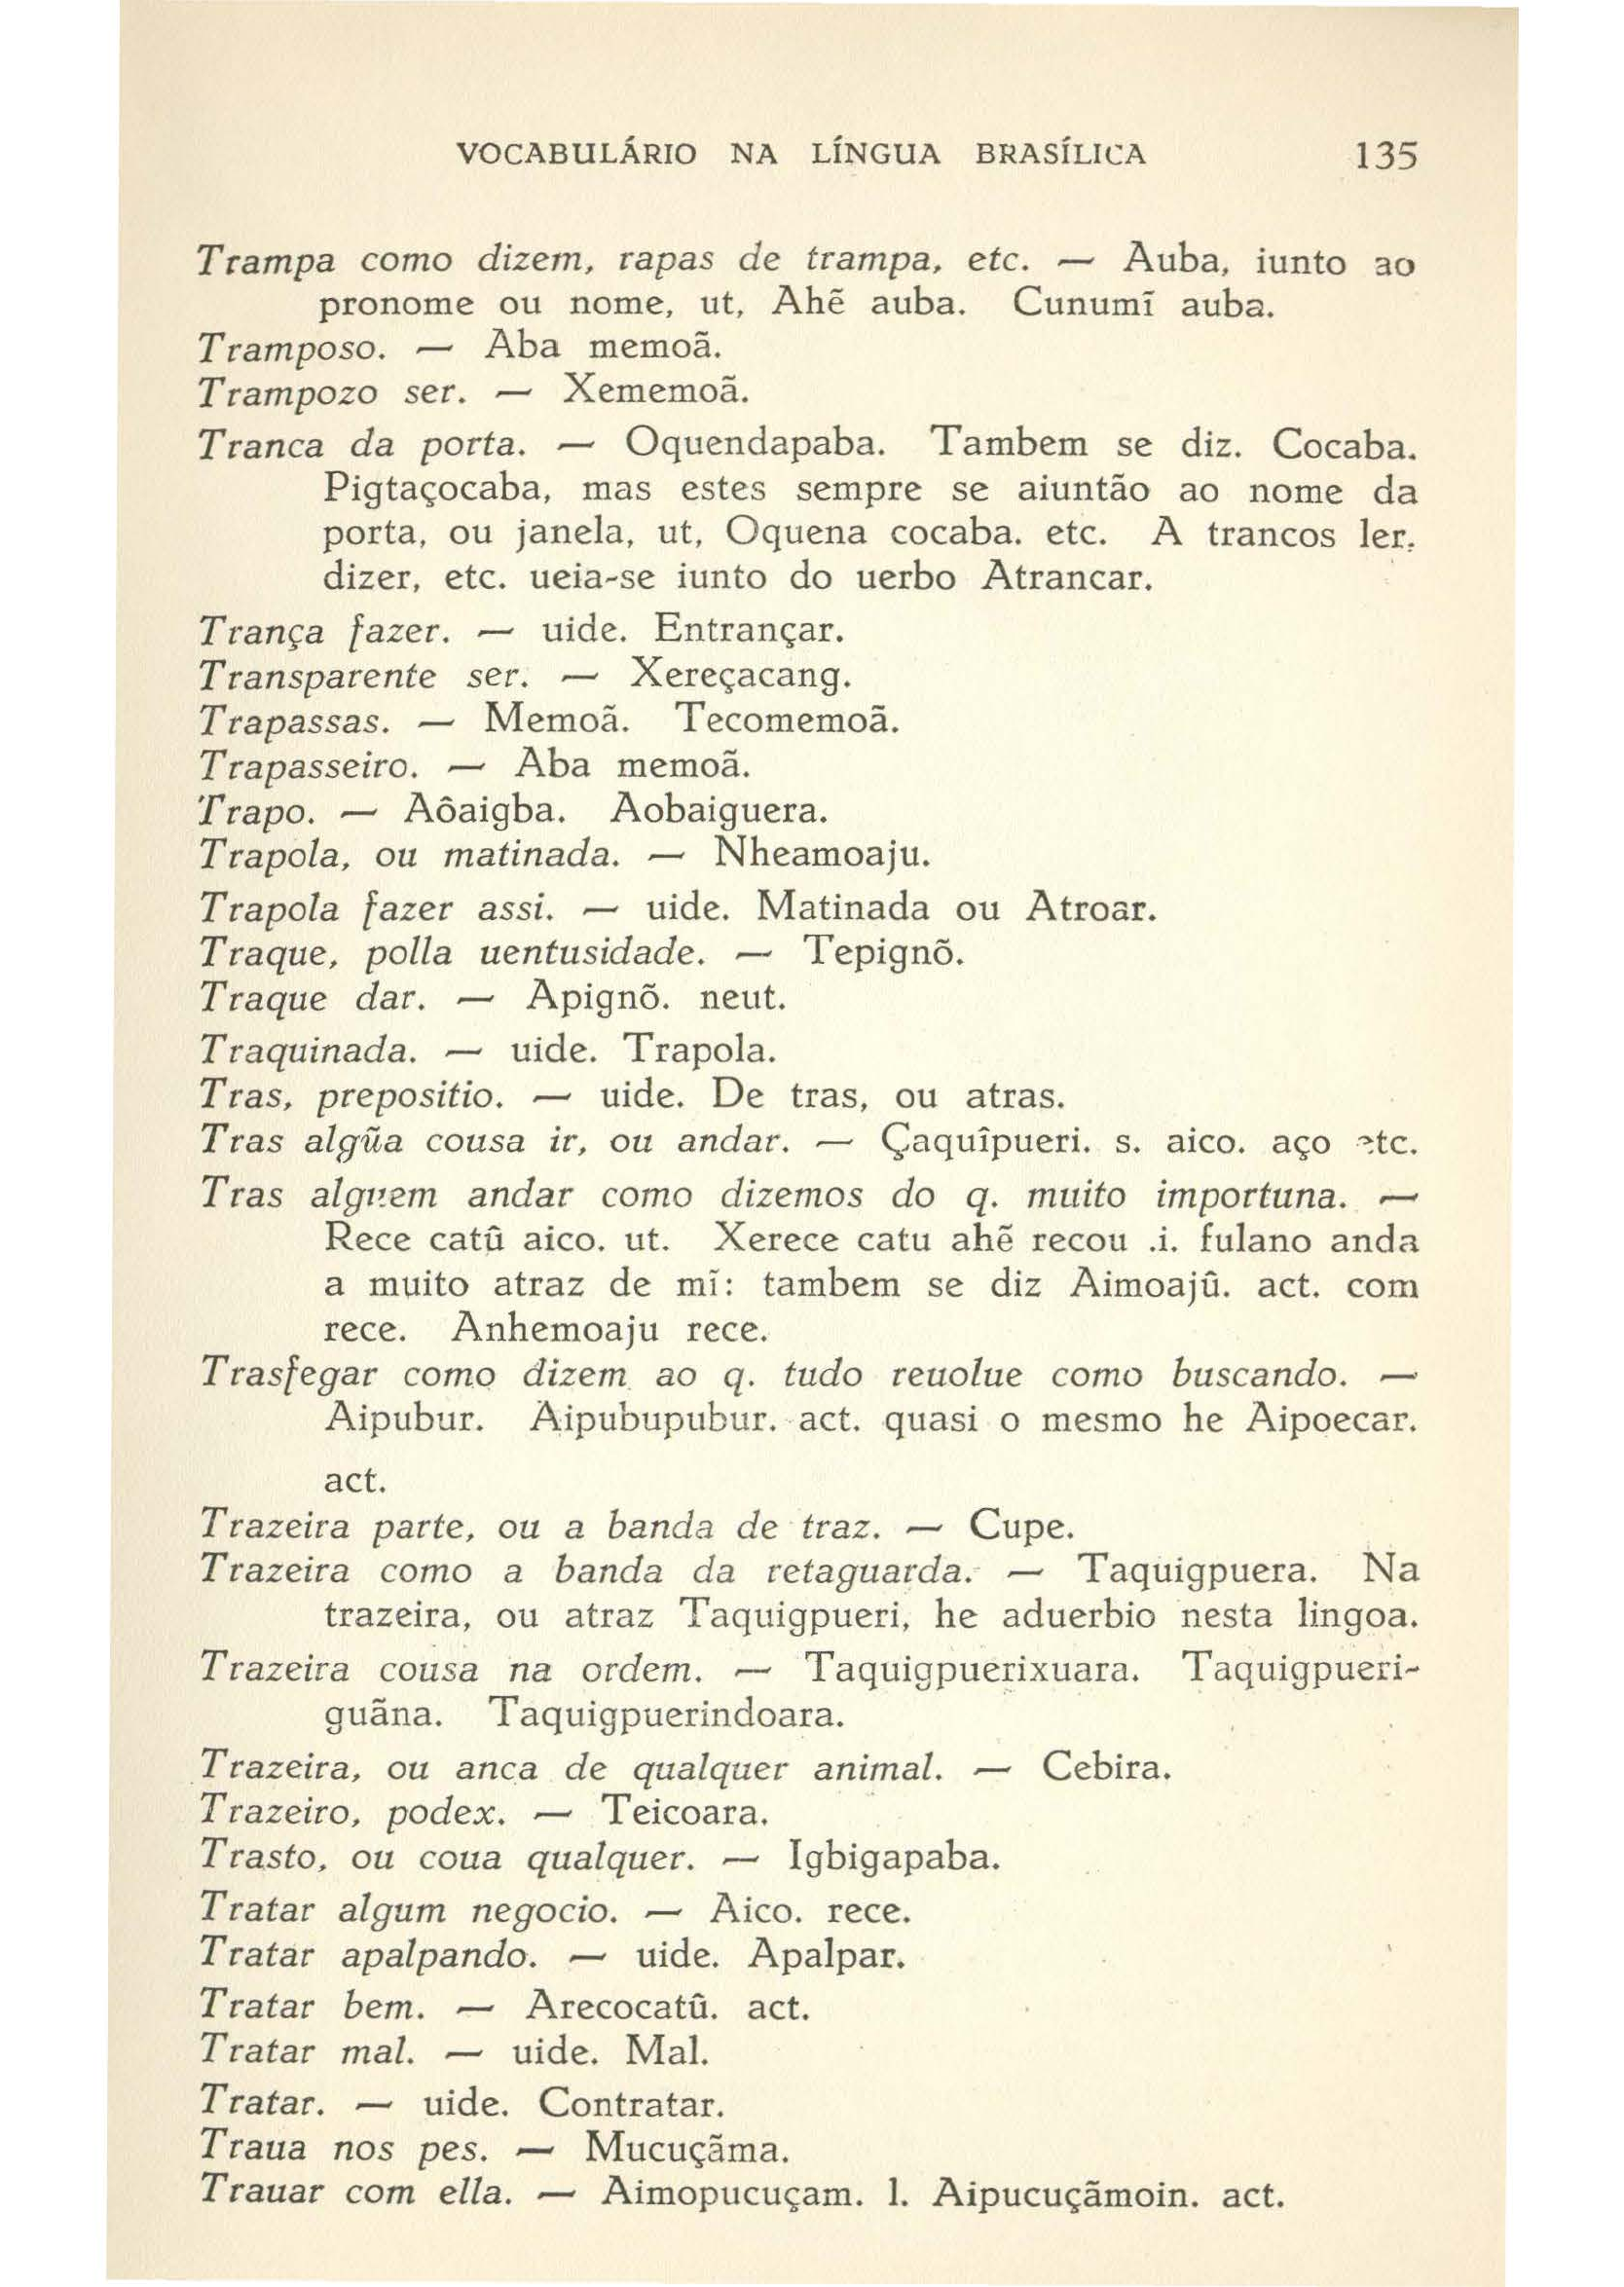 VOCABULÁRIO NA LÍNGUA BRASÍLICA 135
Trampa como dizem, rapas de trampa, etc. — Auba, iunto ao
pronome ou nome, ut, Ahẽ auba. Cunumĩ auba.
Tramposo. — Aba memoã.
Trampozo ser. — Xememoã.
Tranca da porta. — Oquendapaba. Tambem se diz. Cocaba.
Pigtaçocaba, mas estes sempre se aiuntão ao nome da
porta, ou janela, ut, Oquena cocaba. etc. A trancos ler,
dizer, etc. ueia-se iunto do uerbo Atrancar.
Trança fazer. — uide. Entrançar.
Transparente ser. — Xereçacang.
Trapassas. — Memoã. Tecomemoã.
Trapasseiro. — Aba memoã.
Trapo. — Aôaigba. Aobaiguera.
Trapola, ou matinada. — Nheamoaju.
Trapola fazer assi. — uide. Matinada ou Atroar.
Traque, polla uentusidade. — Tepignõ.
Traque dar. — Apignõ. neut.
Traquinada. — uide. Trapola.
Tras, prepositio. — uide. De tras, ou atras.
Tras algũa cousa ir, ou andar. — Çaquîpueri. s. aico. aço etc.
Tras alguem andar como dizemos do q. muito importuna. —
Rece catû aico. ut. Xerece catu ahẽ recou .i. fulano anda
a muito atraz de mĩ: tambem se diz Aimoajû. act. com
rece. Anhemoaju rece.
Trasfegar como dizem ao q. tudo reuolue como buscando. —
Aipubur. Aipubupubur. act. quasi o mesmo he Aipoecar.
act.
Trazeira parte, ou a banda de traz. — Cupe.
Trazeira como a banda da retaguarda. — Taquigpuera. Na
trazeira, ou atraz Taquigpueri, he aduerbio nesta lingoa.
Trazeira cousa na ordem. — Taquigpuerixuara. Taquigpueri-
guãna. Taquigpuerindoara.
Trazeira, ou anca de qualquer animal. — Cebira.
Trazeiro, podex. — Teicoara.
Trasto, ou coua qualquer. — Igbigapaba.
Tratar algum negocio. — Aico. rece.
Tratar apalpando. — uide. Apalpar.
Tratar bem. — Arecocatû. act.
Tratar mal. — uide. Mal.
Tratar. — uide. Contratar.
Traua nos pes. — Mucuçãma.
Trauar com ella. — Aimopucuçam. l. Aipucuçãmoin. act.